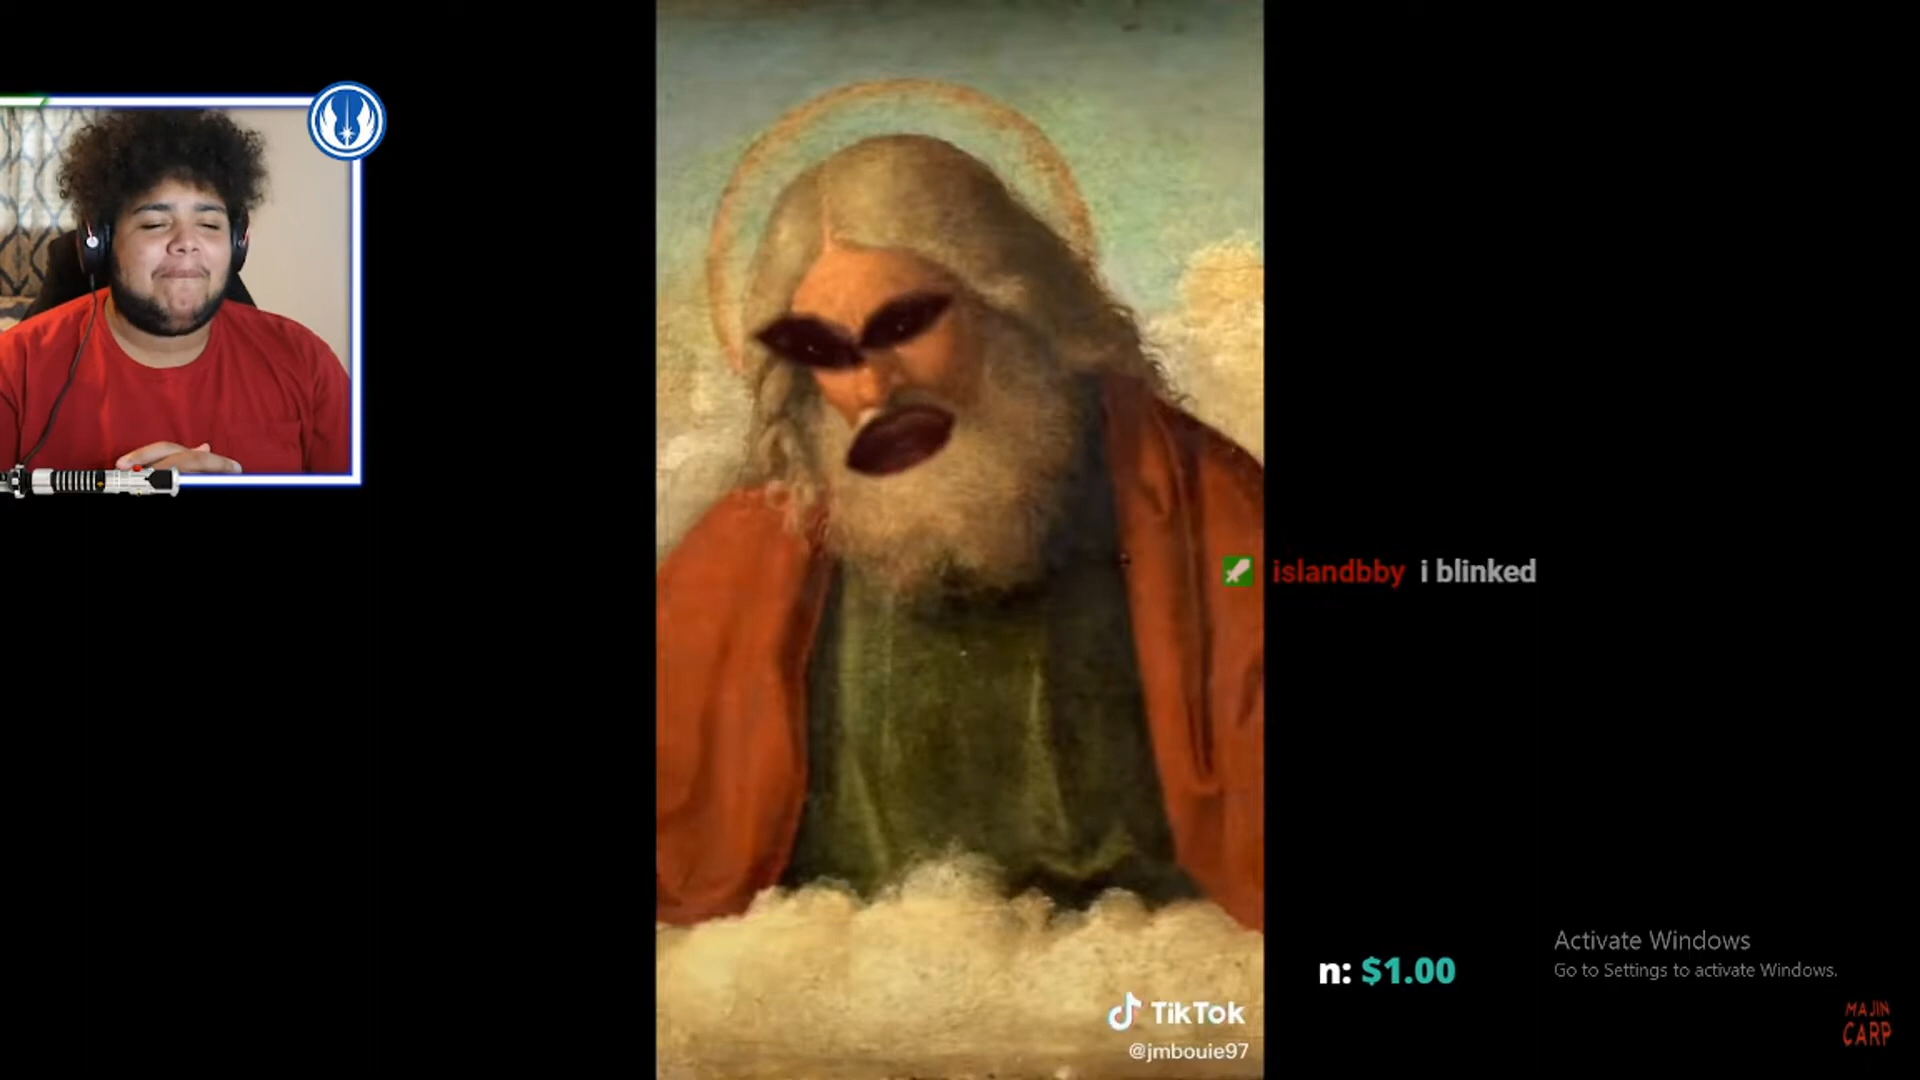 islandbby i blinked
n: $1.00
Activate Windows
Go to Settings to activate Windows.
MAJIN
CARP
TikTok
@jmbouie97